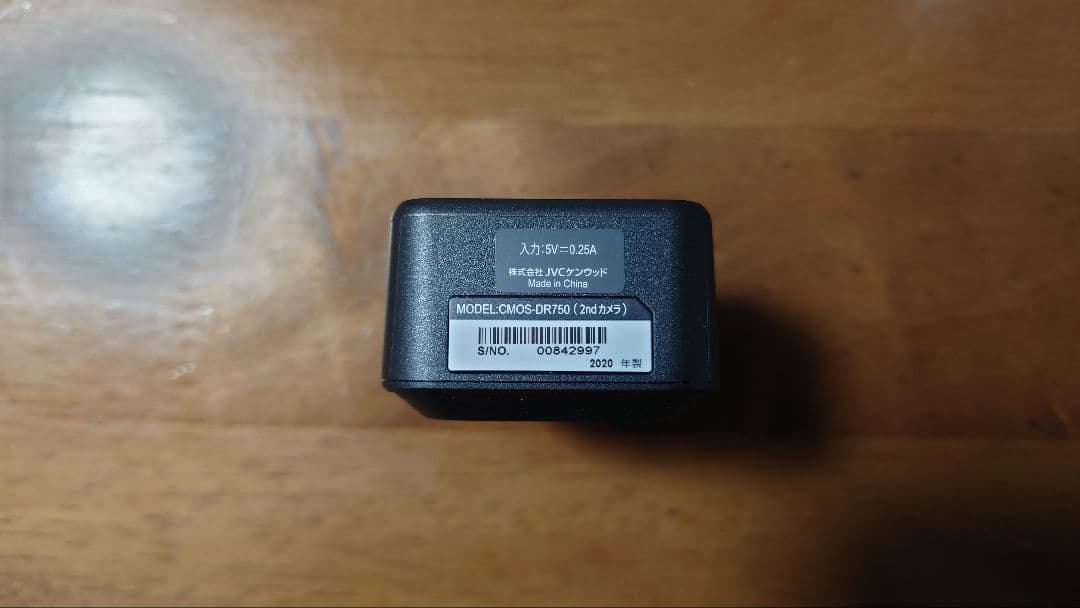 入力:5V⎓0.25A
株式会社 JVCケンウッド
Made in China
MODEL:CMOS-DR750 ( 2ndカメラ )
S/NO. 00842997
2020 年製